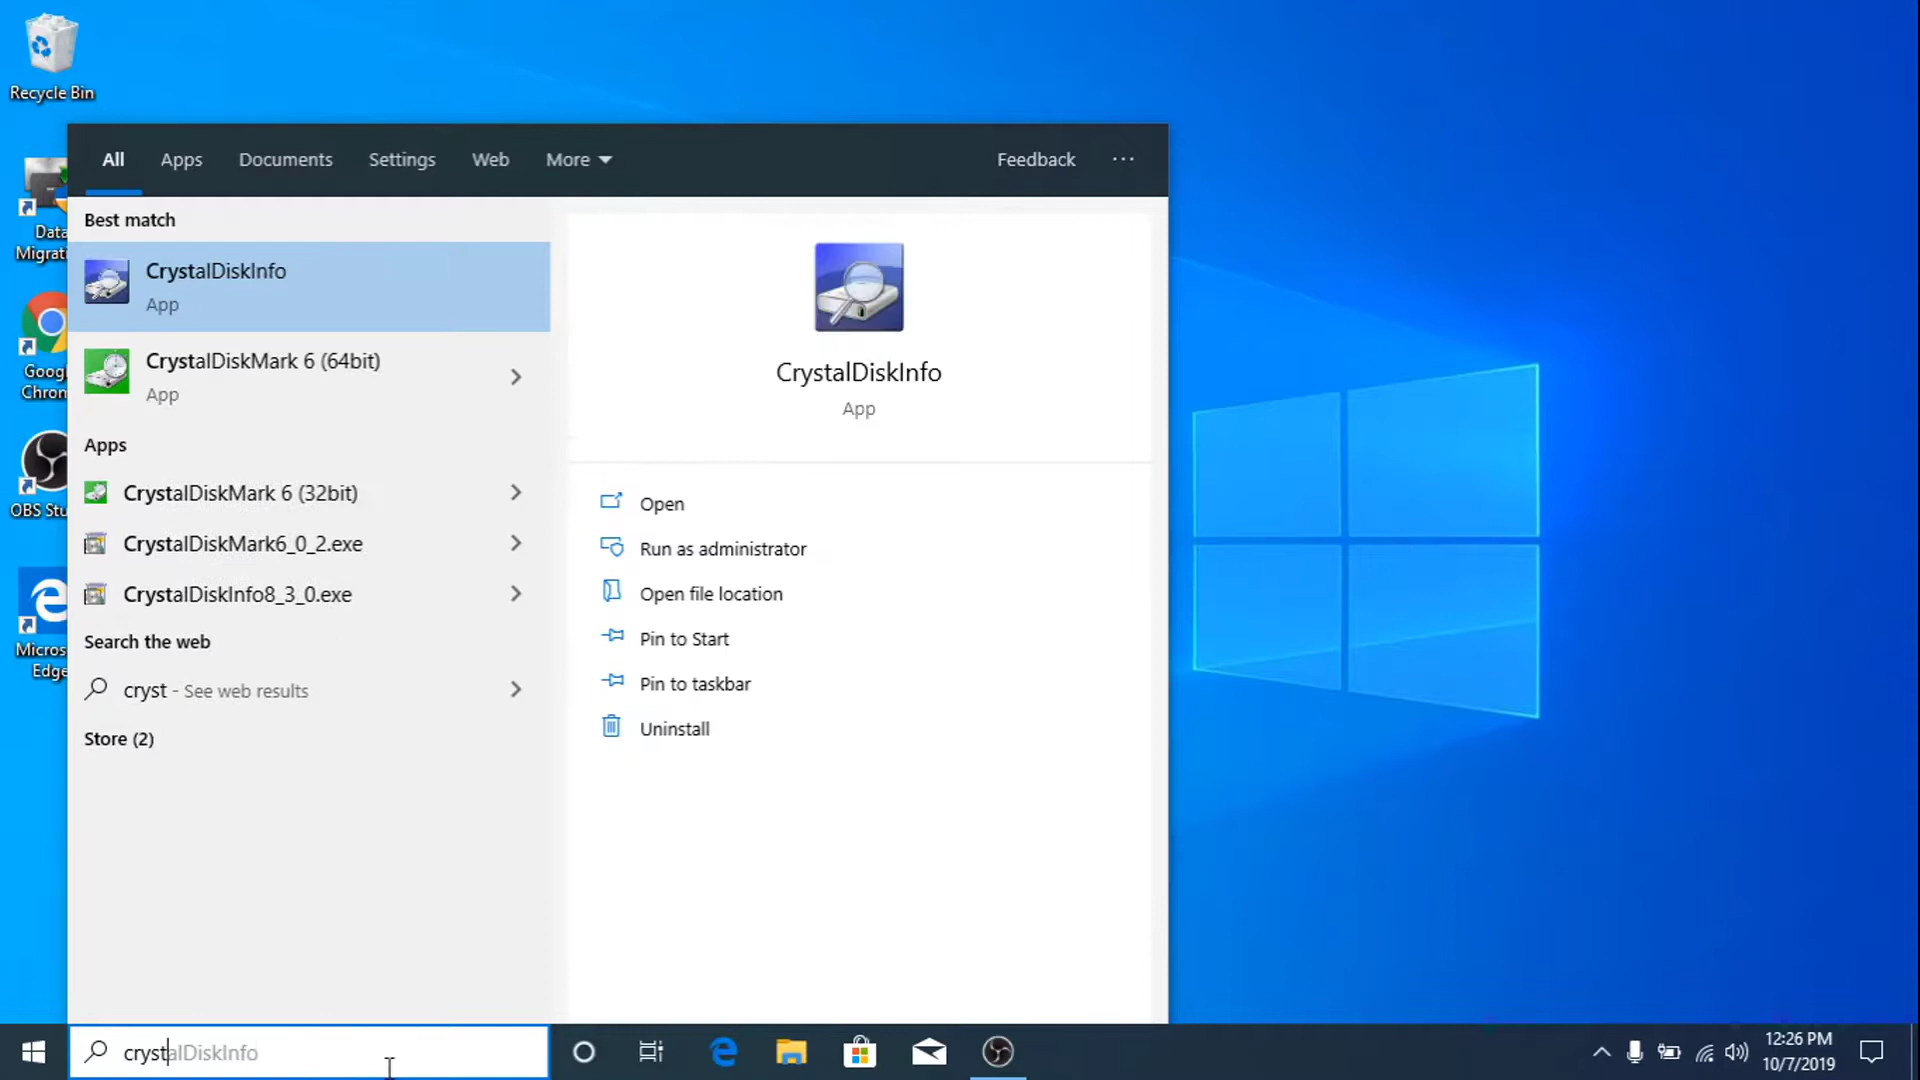 Recycle Bin
Data
Migrati
Googl
Chrom
OBS Stu
Micros
Edge
All
Apps
Documents
Settings
Web
More
Feedback
Best match
CrystalDiskInfo
App
CrystalDiskMark 6 (64bit)
App
Apps
CrystalDiskMark 6 (32bit)
CrystalDiskMark6_0_2.exe
CrystalDiskInfo8_3_0.exe
Search the web
cryst - See web results
Store (2)
CrystalDiskInfo
App
Open
Run as administrator
Open file location
Pin to Start
Pin to taskbar
Uninstall
crystalDiskInfo
12:26 PM
10/7/2019